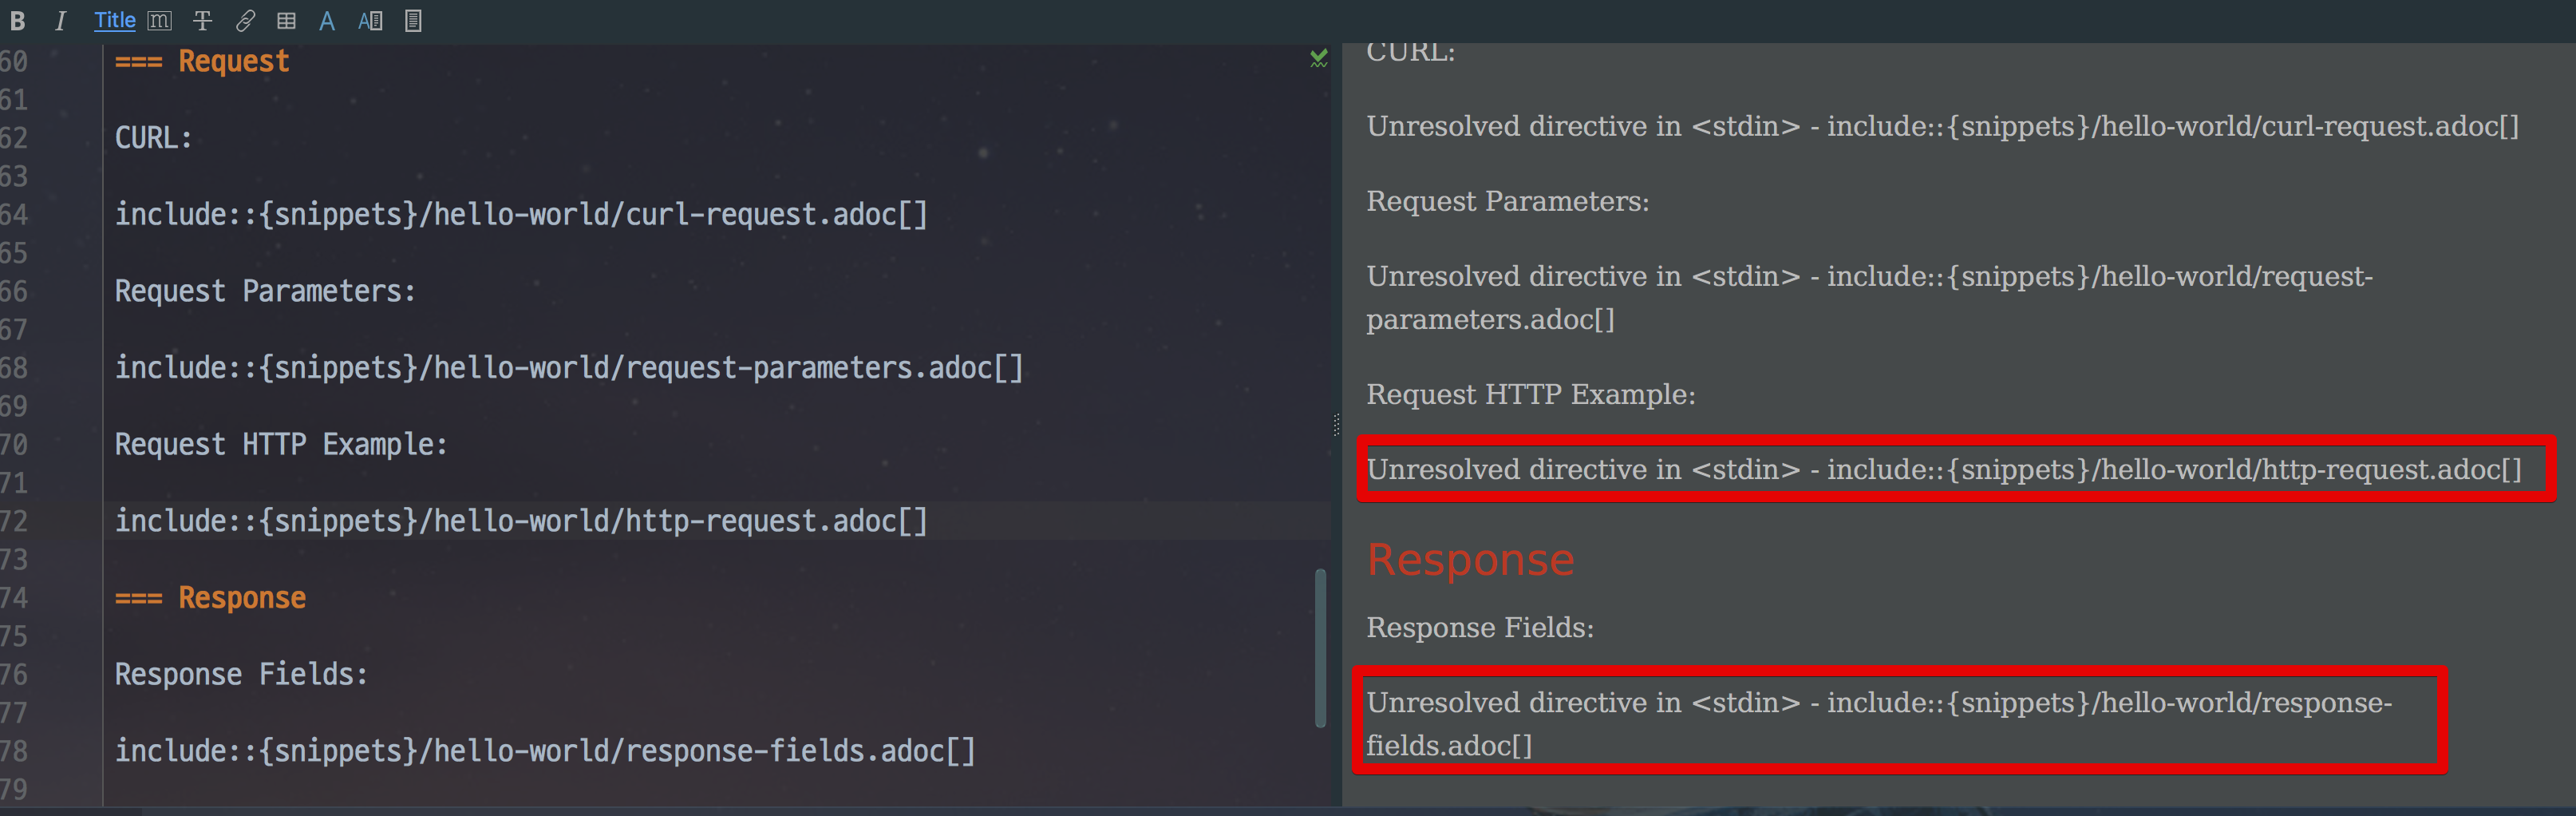 B I Title m T A A
60 === Request
61
62 CURL:
63
64 include::{snippets}/hello-world/curl-request.adoc[]
65
66 Request Parameters:
67
68 include::{snippets}/hello-world/request-parameters.adoc[]
69
70 Request HTTP Example:
71
72 include::{snippets}/hello-world/http-request.adoc[]
73
74 === Response
75
76 Response Fields:
77
78 include::{snippets}/hello-world/response-fields.adoc[]
79
CURL:
Unresolved directive in <stdin> - include::{snippets}/hello-world/curl-request.adoc[]
Request Parameters:
Unresolved directive in <stdin> - include::{snippets}/hello-world/request-
parameters.adoc[]
Request HTTP Example:
Unresolved directive in <stdin> - include::{snippets}/hello-world/http-request.adoc[]
Response
Response Fields:
Unresolved directive in <stdin> - include::{snippets}/hello-world/response-
fields.adoc[]